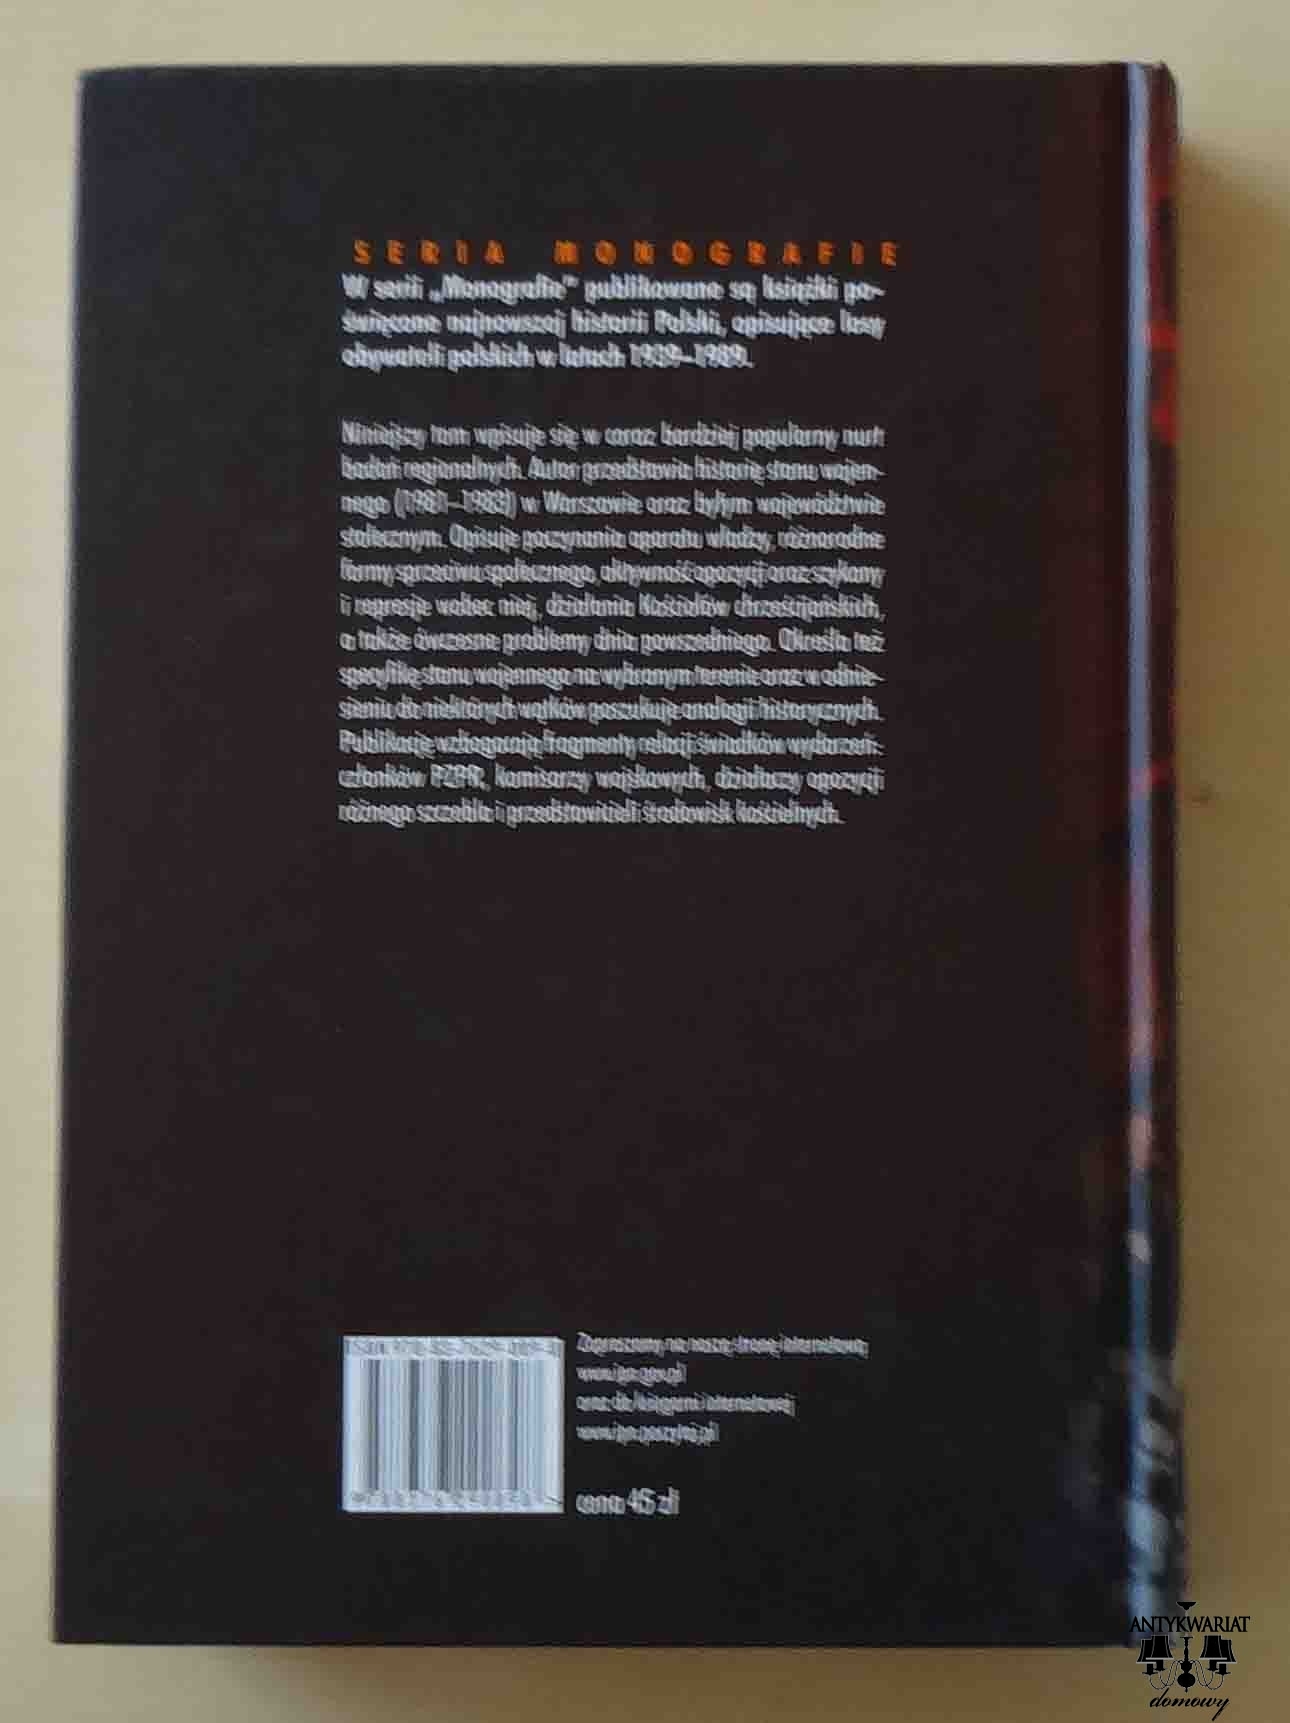 SERIA MONOGRAFIE
W serii „Monografie” publikowane są książki po-
święcone najnowszej historii Polski, opisujące losy
obywateli polskich w latach 1939–1989.
Niniejszy tom wpisuje się w coraz bardziej popularny nurt
badań regionalnych. Autor przedstawia historię stanu wojen-
nego (1981–1983) w Warszawie oraz byłym województwie
stołecznym. Opisuje poczynania aparatu władzy, różnorodne
formy sprzeciwu społecznego, aktywność opozycji oraz szykany
i represje wobec niej, działania Kościołów chrześcijańskich,
a także ówczesne problemy dnia powszedniego. Określa też
specyfikę stanu wojennego na wybranym terenie oraz w odnie-
sieniu do niektórych wątków poszukuje analogii historycznych.
Publikację wzbogacają fragmenty relacji świadków wydarzeń:
członków PZPR, komisarzy wojskowych, działaczy opozycji
różnego szczebla i przedstawicieli środowisk kościelnych.
Zapraszamy na naszą stronę internetową
www.ipn.gov.pl
oraz do księgarni internetowej
www.ipn.poczytaj.pl
cena 45 zł
ANTYKWARIAT
domowy